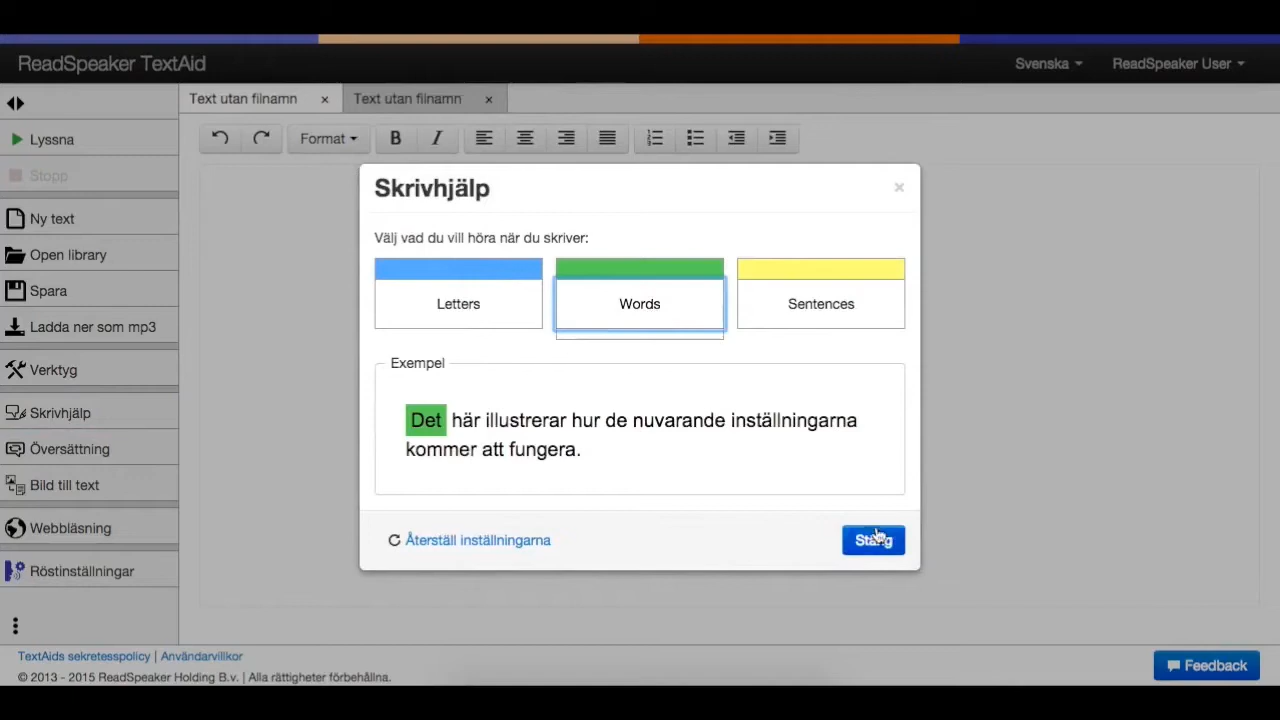 ReadSpeaker TextAid
Svenska
ReadSpeaker User
Text utan filnamn ×
Text utan filnamn ×
Lyssna
Stopp
Ny text
Open library
Spara
Ladda ner som mp3
Verktyg
Skrivhjälp
Översättning
Bild till text
Webbläsning
Röstinställningar
Format
B
I
Skrivhjälp ×
Välj vad du vill höra när du skriver:
Letters
Words
Sentences
Exempel
Det här illustrerar hur de nuvarande inställningarna
kommer att fungera.
Återställ inställningarna
Stäng
TextAids sekretesspolicy | Användarvillkor
© 2013 - 2015 ReadSpeaker Holding B.v. | Alla rättigheter förbehållna.
Feedback